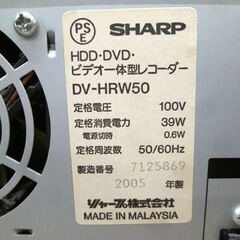 PS
E
SHARP
HDD・DVD・
ビデオ一体型レコーダー
DV-HRW50
定格電圧 100V
定格消費電力 39W
電源切時 0.6W
定格周波数 50/60Hz
製造番号 7125869
2005 年製
シャープ株式会社
MADE IN MALAYSIA